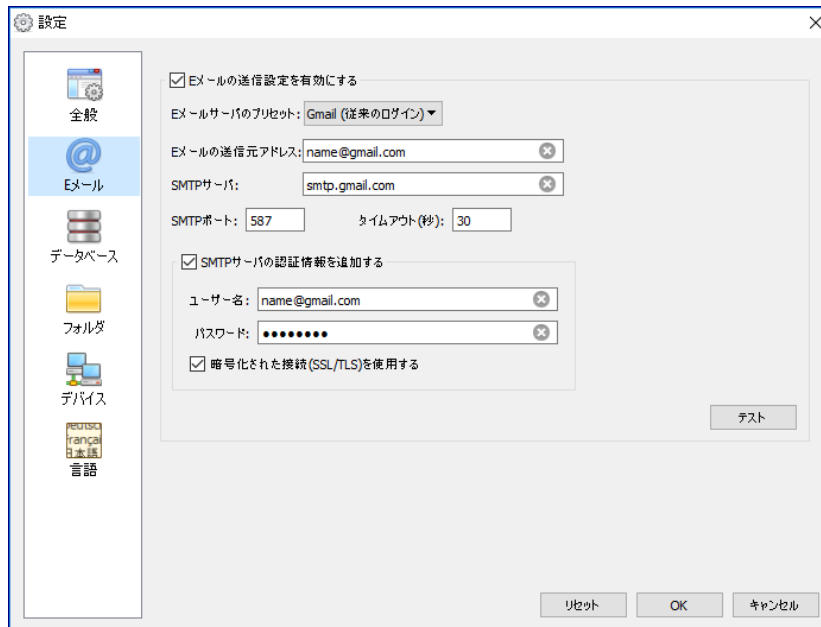 設定
全般
Eメール
データベース
フォルダ
デバイス
Français
日本語
言語
Eメールの送信設定を有効にする
Eメールサーバのプリセット: Gmail (従来のログイン)
Eメールの送信元アドレス: name@gmail.com
SMTPサーバ: smtp.gmail.com
SMTPポート: 587 タイムアウト(秒): 30
SMTPサーバの認証情報を追加する
ユーザー名: name@gmail.com
パスワード: ●●●●●●●●
暗号化された接続(SSL/TLS)を使用する
テスト
リセット OK キャンセル